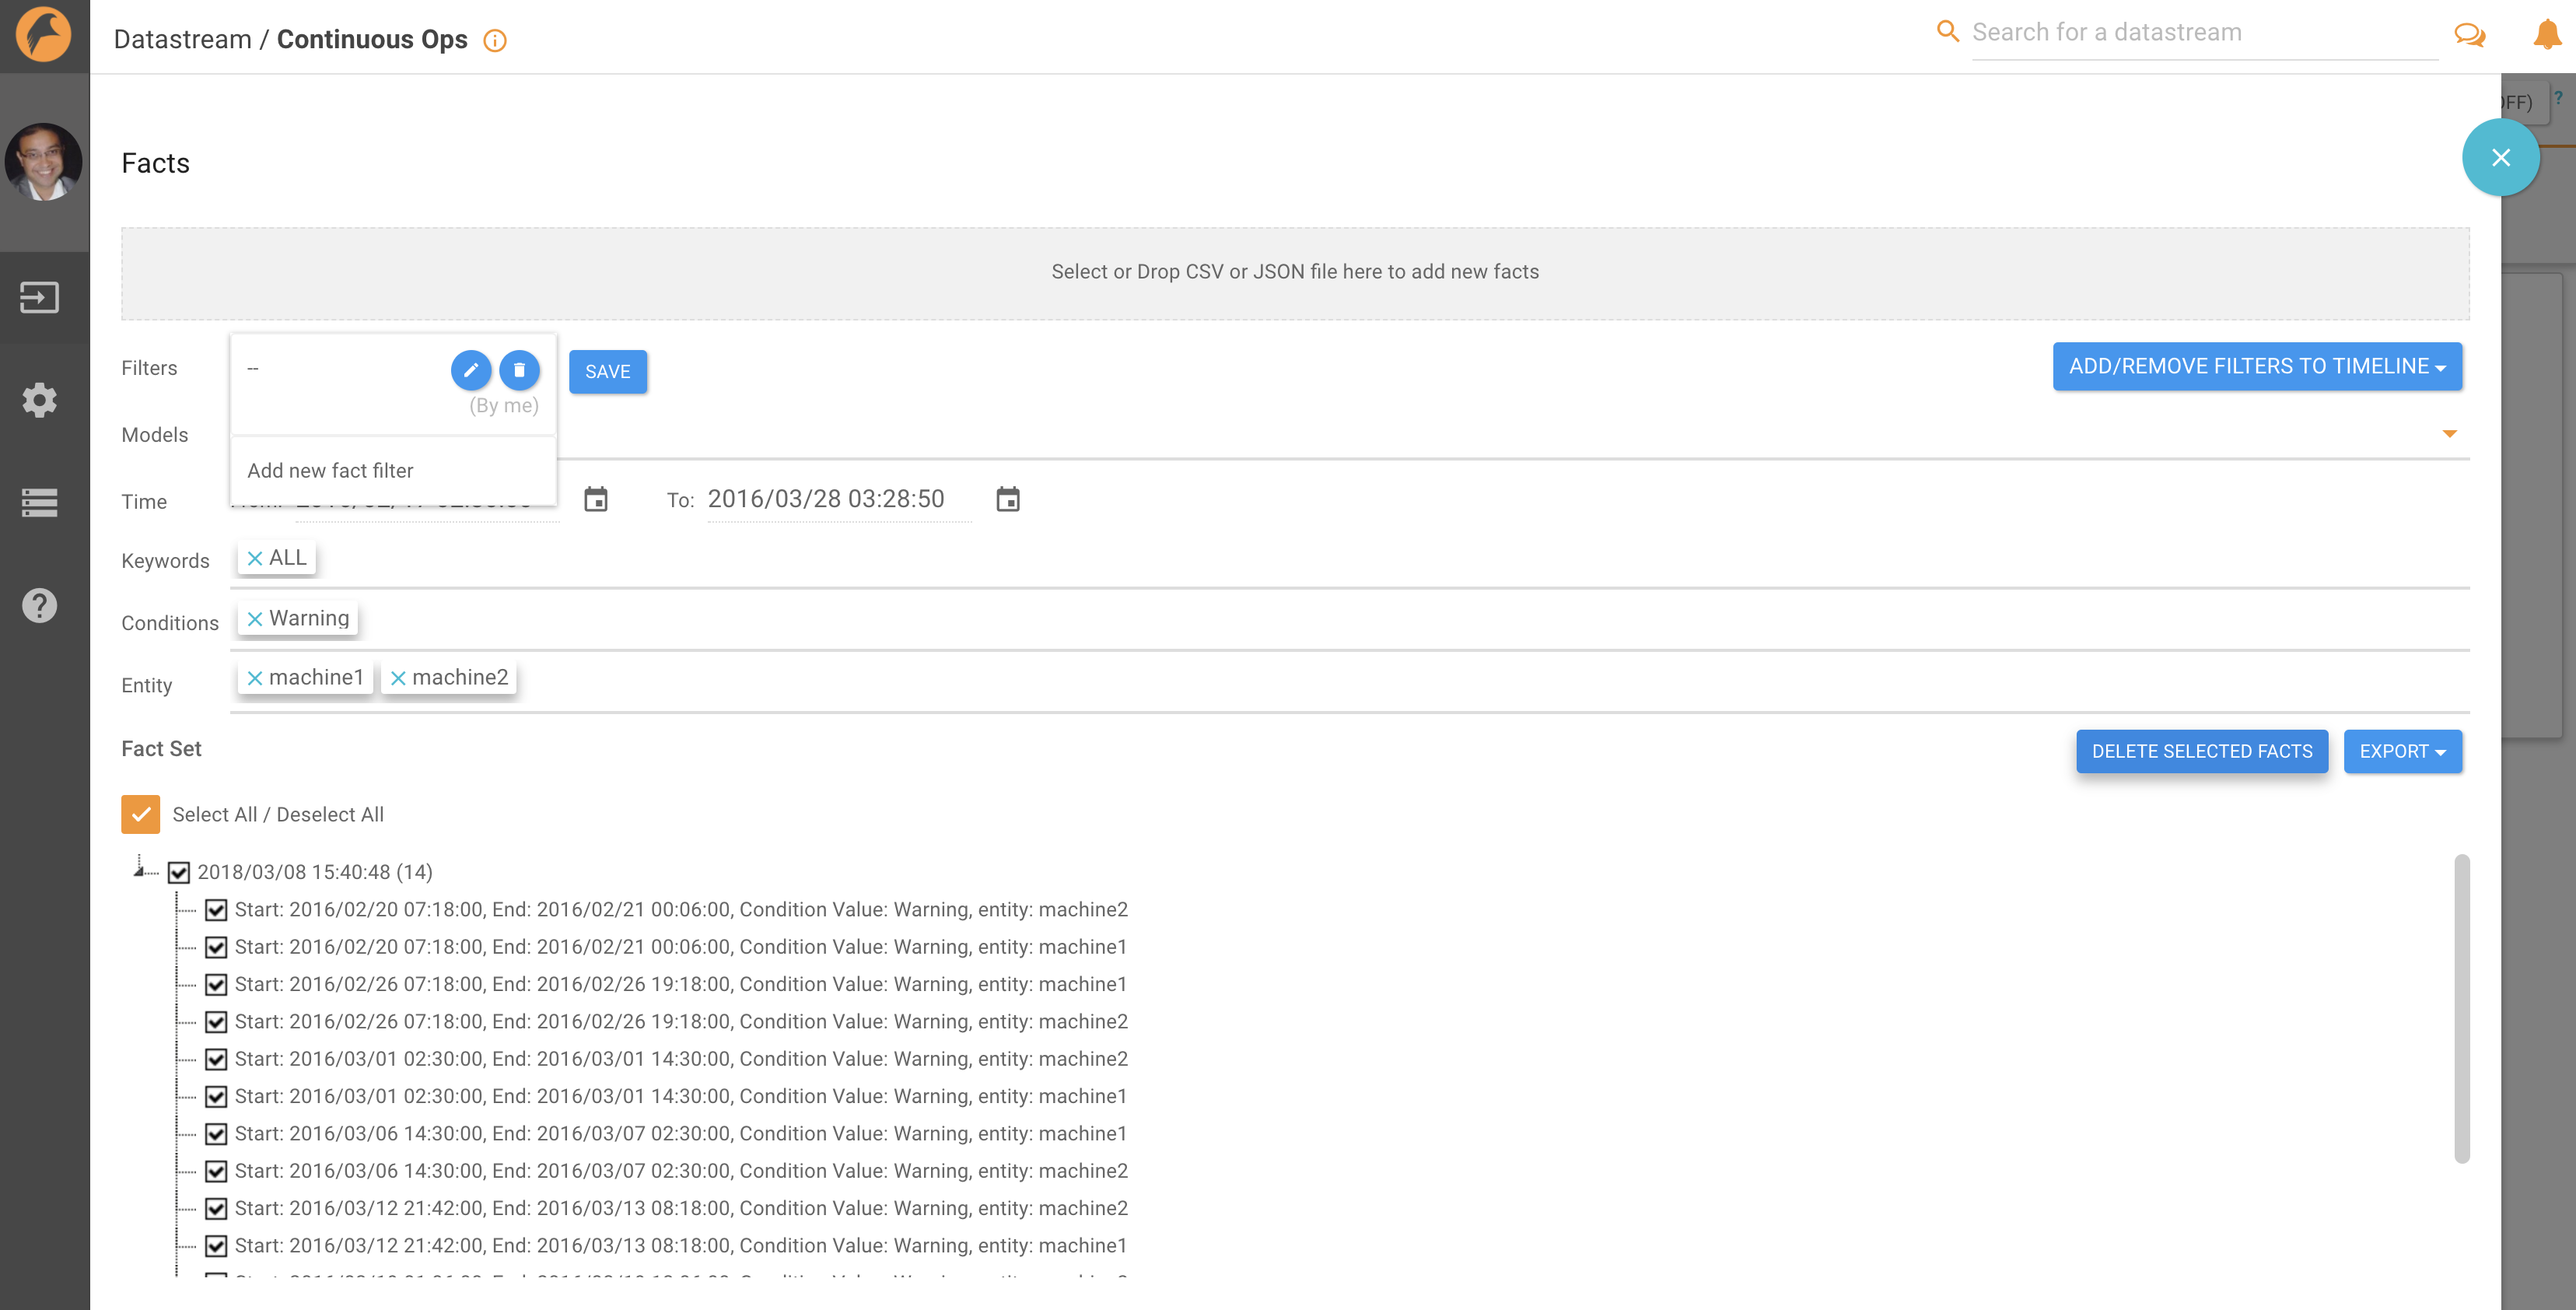 Datastream / Continuous Ops
Search for a datastream
OFF) ?
Facts
Select or Drop CSV or JSON file here to add new facts
Filters -- SAVE ADD/REMOVE FILTERS TO TIMELINE
(By me)
Models
Add new fact filter
Time To: 2016/03/28 03:28:50
Keywords ALL
Conditions Warning
Entity machine1 machine2
Fact Set DELETE SELECTED FACTS EXPORT
Select All / Deselect All
2018/03/08 15:40:48 (14)
Start: 2016/02/20 07:18:00, End: 2016/02/21 00:06:00, Condition Value: Warning, entity: machine2
Start: 2016/02/20 07:18:00, End: 2016/02/21 00:06:00, Condition Value: Warning, entity: machine1
Start: 2016/02/26 07:18:00, End: 2016/02/26 19:18:00, Condition Value: Warning, entity: machine1
Start: 2016/02/26 07:18:00, End: 2016/02/26 19:18:00, Condition Value: Warning, entity: machine2
Start: 2016/03/01 02:30:00, End: 2016/03/01 14:30:00, Condition Value: Warning, entity: machine2
Start: 2016/03/01 02:30:00, End: 2016/03/01 14:30:00, Condition Value: Warning, entity: machine1
Start: 2016/03/06 14:30:00, End: 2016/03/07 02:30:00, Condition Value: Warning, entity: machine1
Start: 2016/03/06 14:30:00, End: 2016/03/07 02:30:00, Condition Value: Warning, entity: machine2
Start: 2016/03/12 21:42:00, End: 2016/03/13 08:18:00, Condition Value: Warning, entity: machine2
Start: 2016/03/12 21:42:00, End: 2016/03/13 08:18:00, Condition Value: Warning, entity: machine1